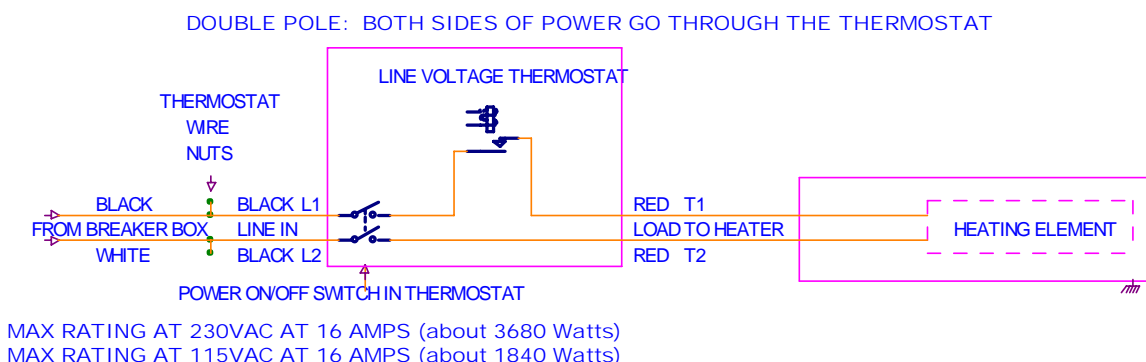 DOUBLE POLE: BOTH SIDES OF POWER GO THROUGH THE THERMOSTAT
LINE VOLTAGE THERMOSTAT
THERMOSTAT
WIRE
NUTS
BLACK
BLACK L1
RED T1
FROM BREAKER BOX
LINE IN
LOAD TO HEATER
HEATING ELEMENT
WHITE
BLACK L2
RED T2
POWER ON/OFF SWITCH IN THERMOSTAT
MAX RATING AT 230VAC AT 16 AMPS (about 3680 Watts)
MAX RATING AT 115VAC AT 16 AMPS (about 1840 Watts)